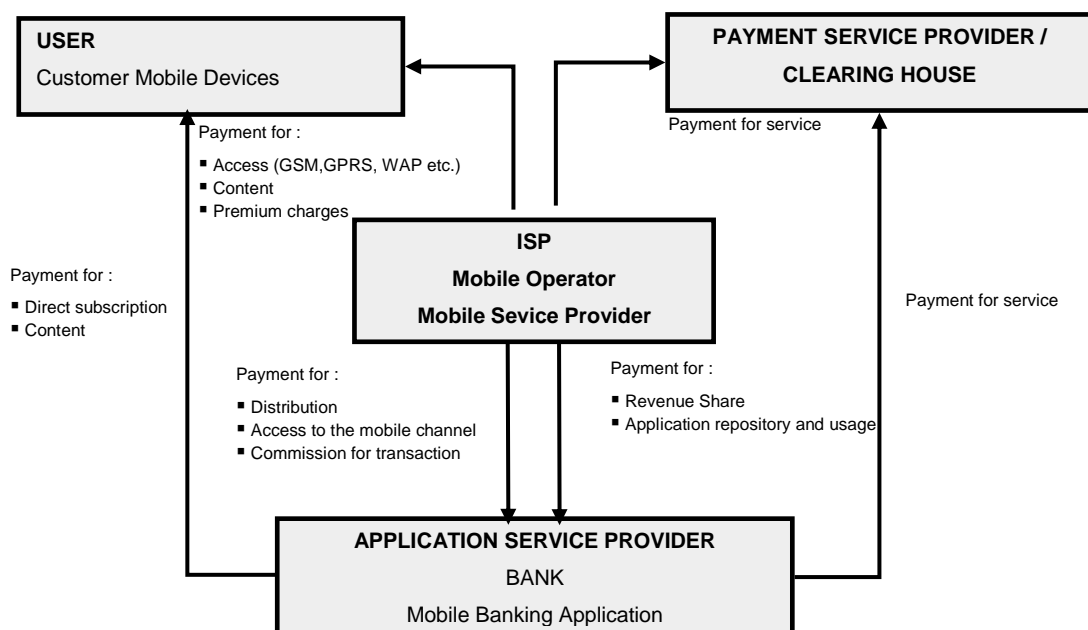 USER
Customer Mobile Devices
PAYMENT SERVICE PROVIDER /
CLEARING HOUSE
Payment for :
▪ Access (GSM,GPRS, WAP etc.)
▪ Content
▪ Premium charges
Payment for service
ISP
Mobile Operator
Mobile Sevice Provider
Payment for :
▪ Direct subscription
▪ Content
Payment for service
Payment for :
▪ Distribution
▪ Access to the mobile channel
▪ Commission for transaction
Payment for :
▪ Revenue Share
▪ Application repository and usage
APPLICATION SERVICE PROVIDER
BANK
Mobile Banking Application